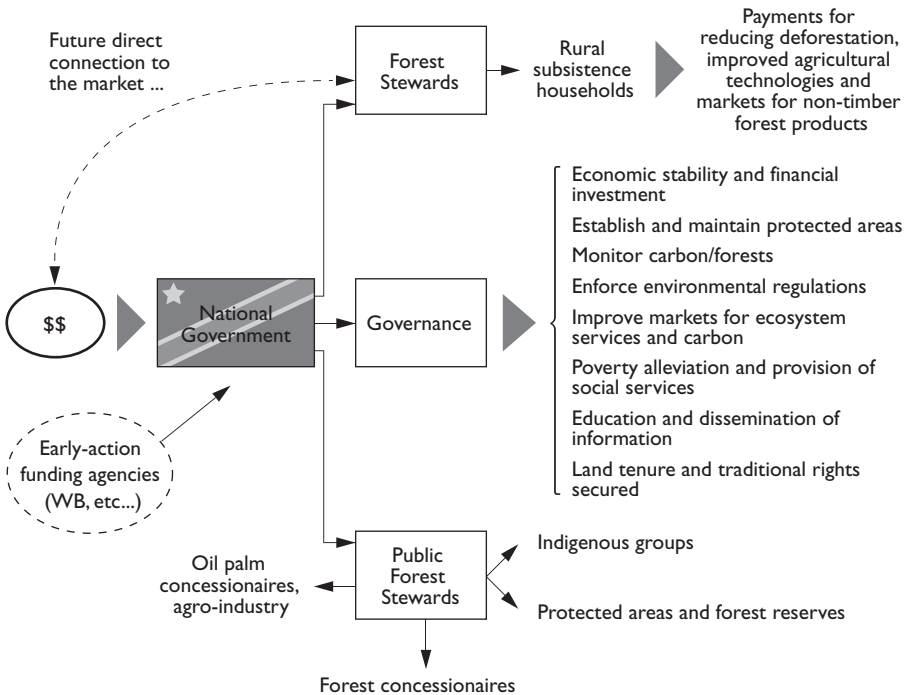 Future direct
connection to
the market ...
Forest
Stewards
Rural
subsistence
households
Payments for
reducing deforestation,
improved agricultural
technologies and
markets for non-timber
forest products
$$
National
Government
Governance
Economic stability and financial
investment
Establish and maintain protected areas
Monitor carbon/forests
Enforce environmental regulations
Improve markets for ecosystem
services and carbon
Poverty alleviation and provision of
social services
Education and dissemination of
information
Land tenure and traditional rights
secured
Early-action
funding agencies
(WB, etc...)
Oil palm
concessionaires,
agro-industry
Public
Forest
Stewards
Indigenous groups
Protected areas and forest reserves
Forest concessionaires